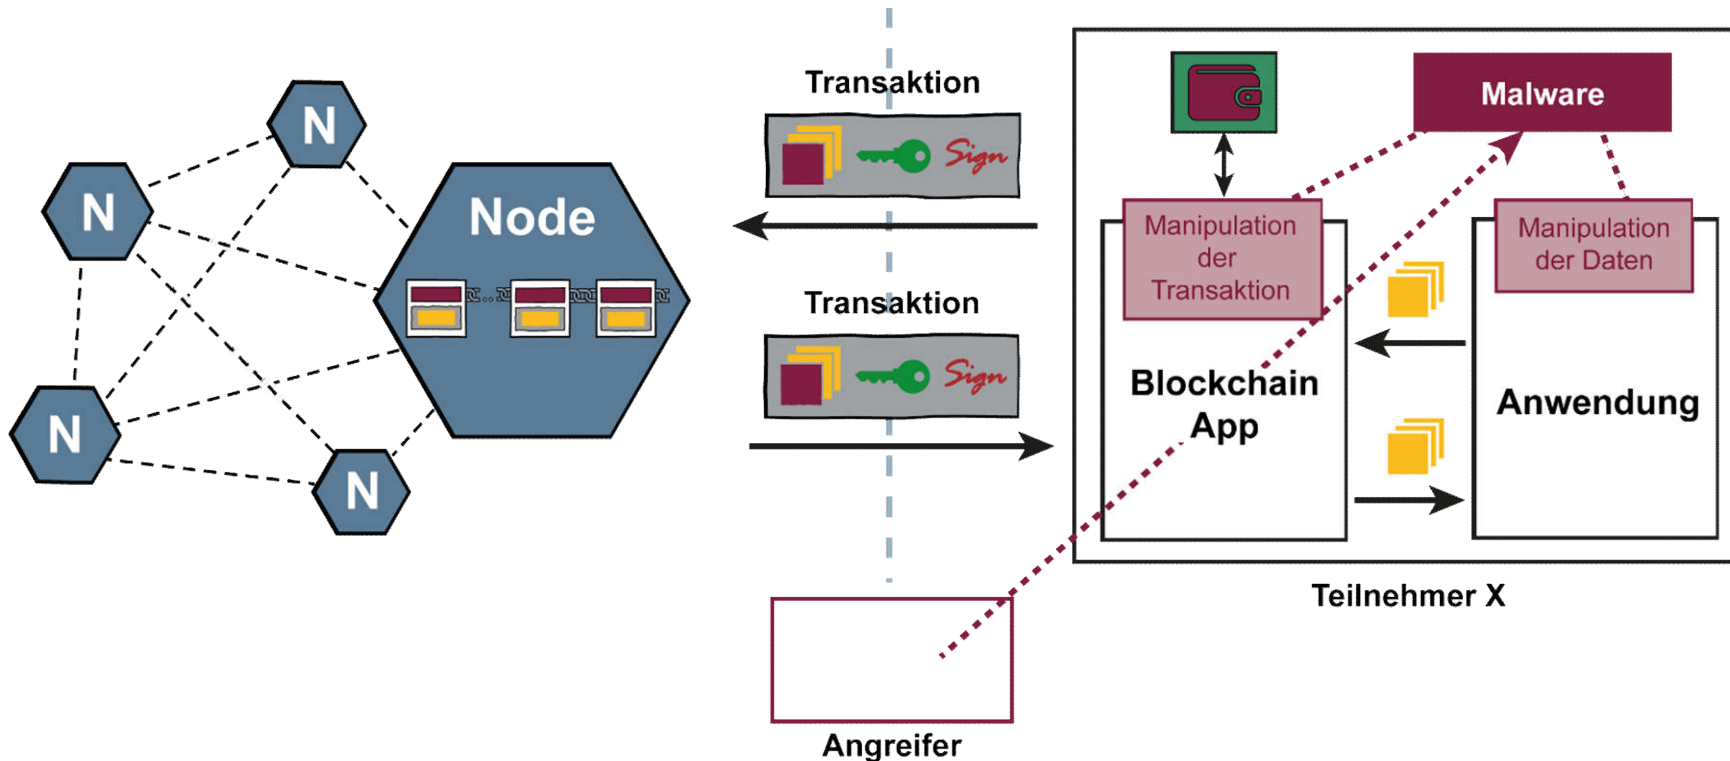 N
N
N
N
Node
Transaktion
Sign
Transaktion
Sign
Malware
Manipulation
der
Transaktion
Manipulation
der Daten
Blockchain
App
Anwendung
Teilnehmer X
Angreifer